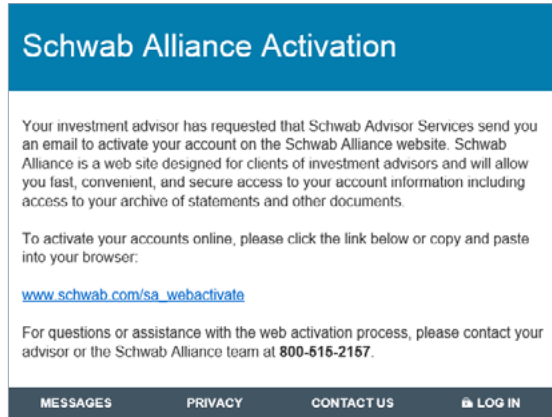 Schwab Alliance Activation
Your investment advisor has requested that Schwab Advisor Services send you
an email to activate your account on the Schwab Alliance website. Schwab
Alliance is a web site designed for clients of investment advisors and will allow
you fast, convenient, and secure access to your account information including
access to your archive of statements and other documents.
To activate your accounts online, please click the link below or copy and paste
into your browser:
www.schwab.com/sa_webactivate
For questions or assistance with the web activation process, please contact your
advisor or the Schwab Alliance team at 800-515-2157.
MESSAGES PRIVACY CONTACT US LOG IN